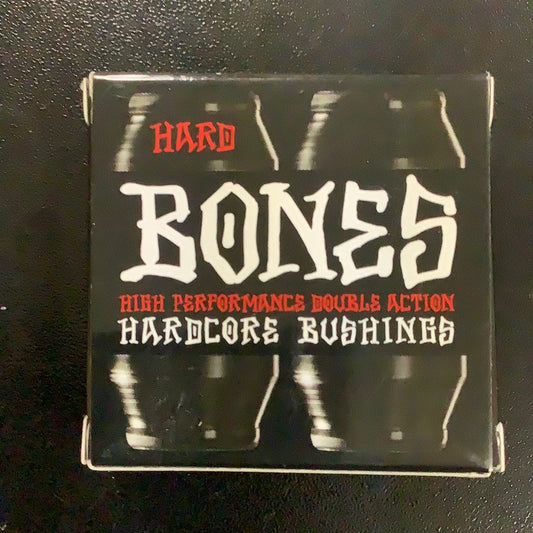 HARD
BONES
HIGH PERFORMANCE DOUBLE ACTION
HARDCORE BUSHINGS